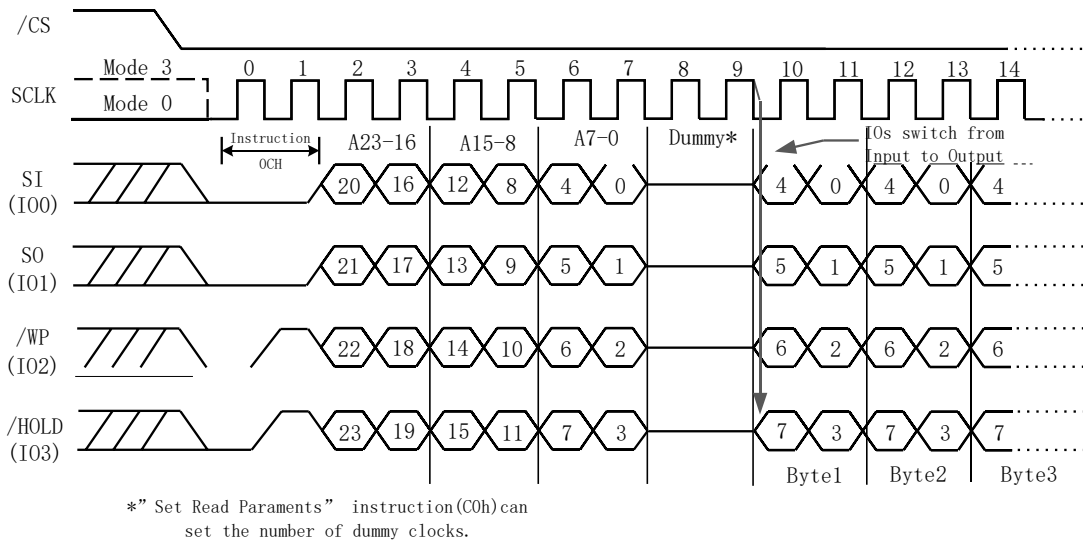 /CS
Mode 3
0 1 2 3 4 5 6 7 8 9 10 11 12 13 14
SCLK
Mode 0
Instruction A23-16 A15-8 A7-0 Dummy* IOs switch from
OCH Input to Output
SI 20 16 12 8 4 0 4 0 4 0 4
(IO0)
SO 21 17 13 9 5 1 5 1 5 1 5
(IO1)
/WP 22 18 14 10 6 2 6 2 6 2 6
(IO2)
/HOLD 23 19 15 11 7 3 7 3 7 3 7
(IO3)
Byte1 Byte2 Byte3
*” Set Read Paraments” instruction(C0h)can
set the number of dummy clocks.